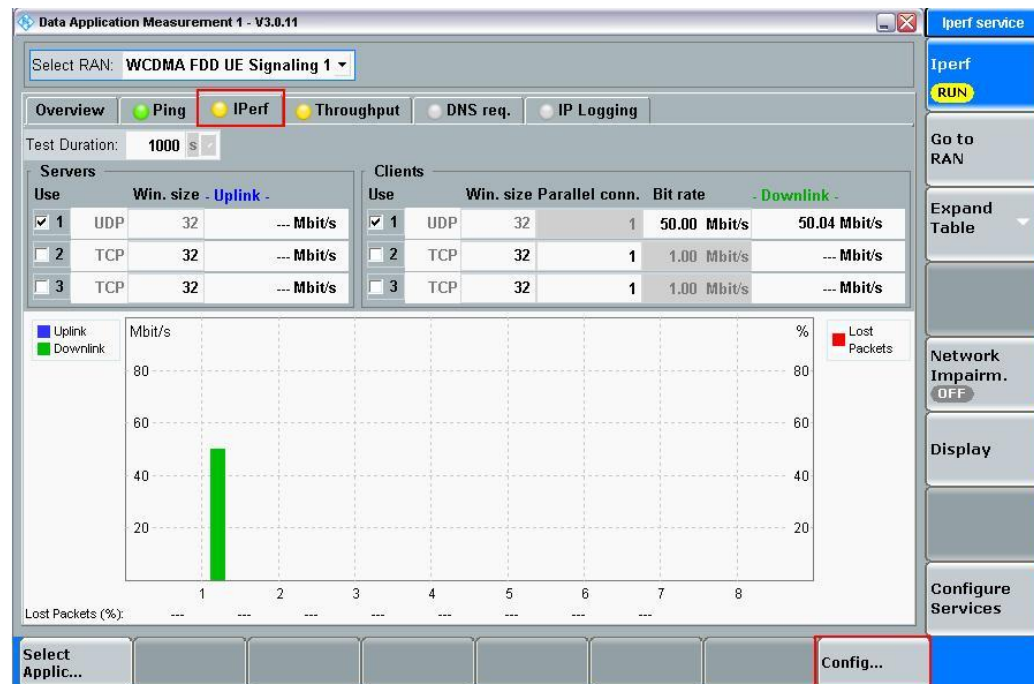 Data Application Measurement 1 - V3.0.11
Iperf service
Select RAN: WCDMA FDD UE Signaling 1
Iperf
RUN
Overview Ping IPerf Throughput DNS req. IP Logging
Go to
RAN
Test Duration: 1000 s
Servers Clients
Use Win. size - Uplink - Use Win. size Parallel conn. Bit rate - Downlink -
1 UDP 32 --- Mbit/s 1 UDP 32 1 50.00 Mbit/s 50.04 Mbit/s
2 TCP 32 --- Mbit/s 2 TCP 32 1 1.00 Mbit/s --- Mbit/s
3 TCP 32 --- Mbit/s 3 TCP 32 1 1.00 Mbit/s --- Mbit/s
Expand
Table
Uplink
Downlink
Mbit/s
%
Lost
Packets
80 80
60 60
40 40
20 20
1 2 3 4 5 6 7 8
Lost Packets (%): --- --- --- --- --- --- --- ---
Network
Impairm.
OFF
Display
Configure
Services
Select
Applic...
Config...